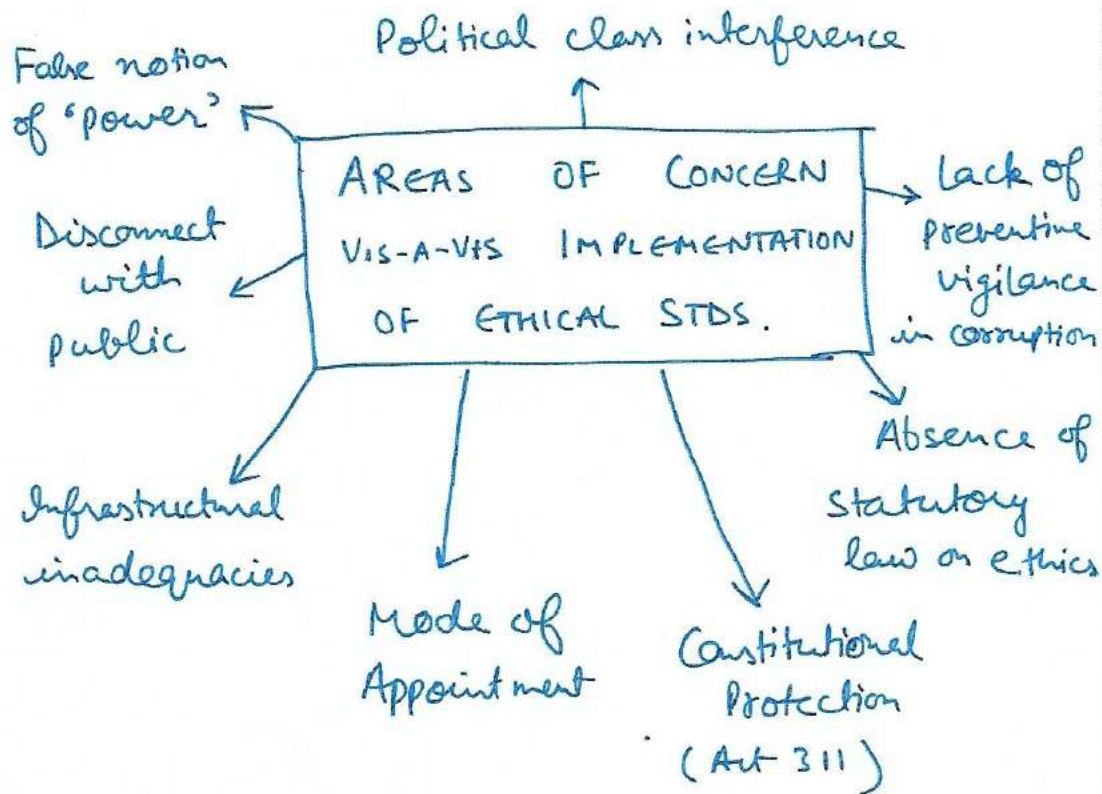 Political class interference
False notion
of 'power'
AREAS OF CONCERN
VIS-A-VIS IMPLEMENTATION
OF ETHICAL STDS.
Lack of
preventive
vigilance
in corruption
Disconnect
with
public
Absence of
statutory
law on ethics
Infrastructural
inadequacies
Mode of
Appointment
Constitutional
Protection
(Art 311)